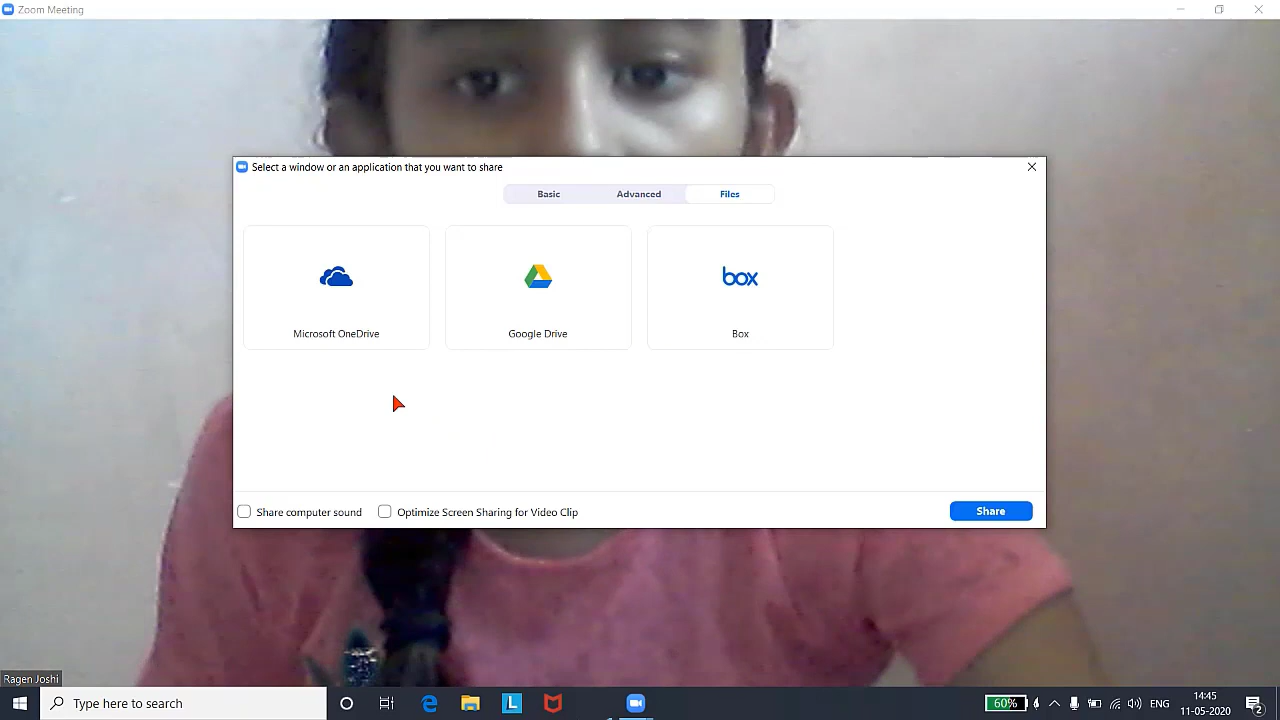 Zoom Meeting
Select a window or an application that you want to share
Basic
Advanced
Files
box
Microsoft OneDrive
Google Drive
Box
Share computer sound
Optimize Screen Sharing for Video Clip
Share
Ragen Joshi
Type here to search
L
60%
ENG
14:45
11-05-2020
2